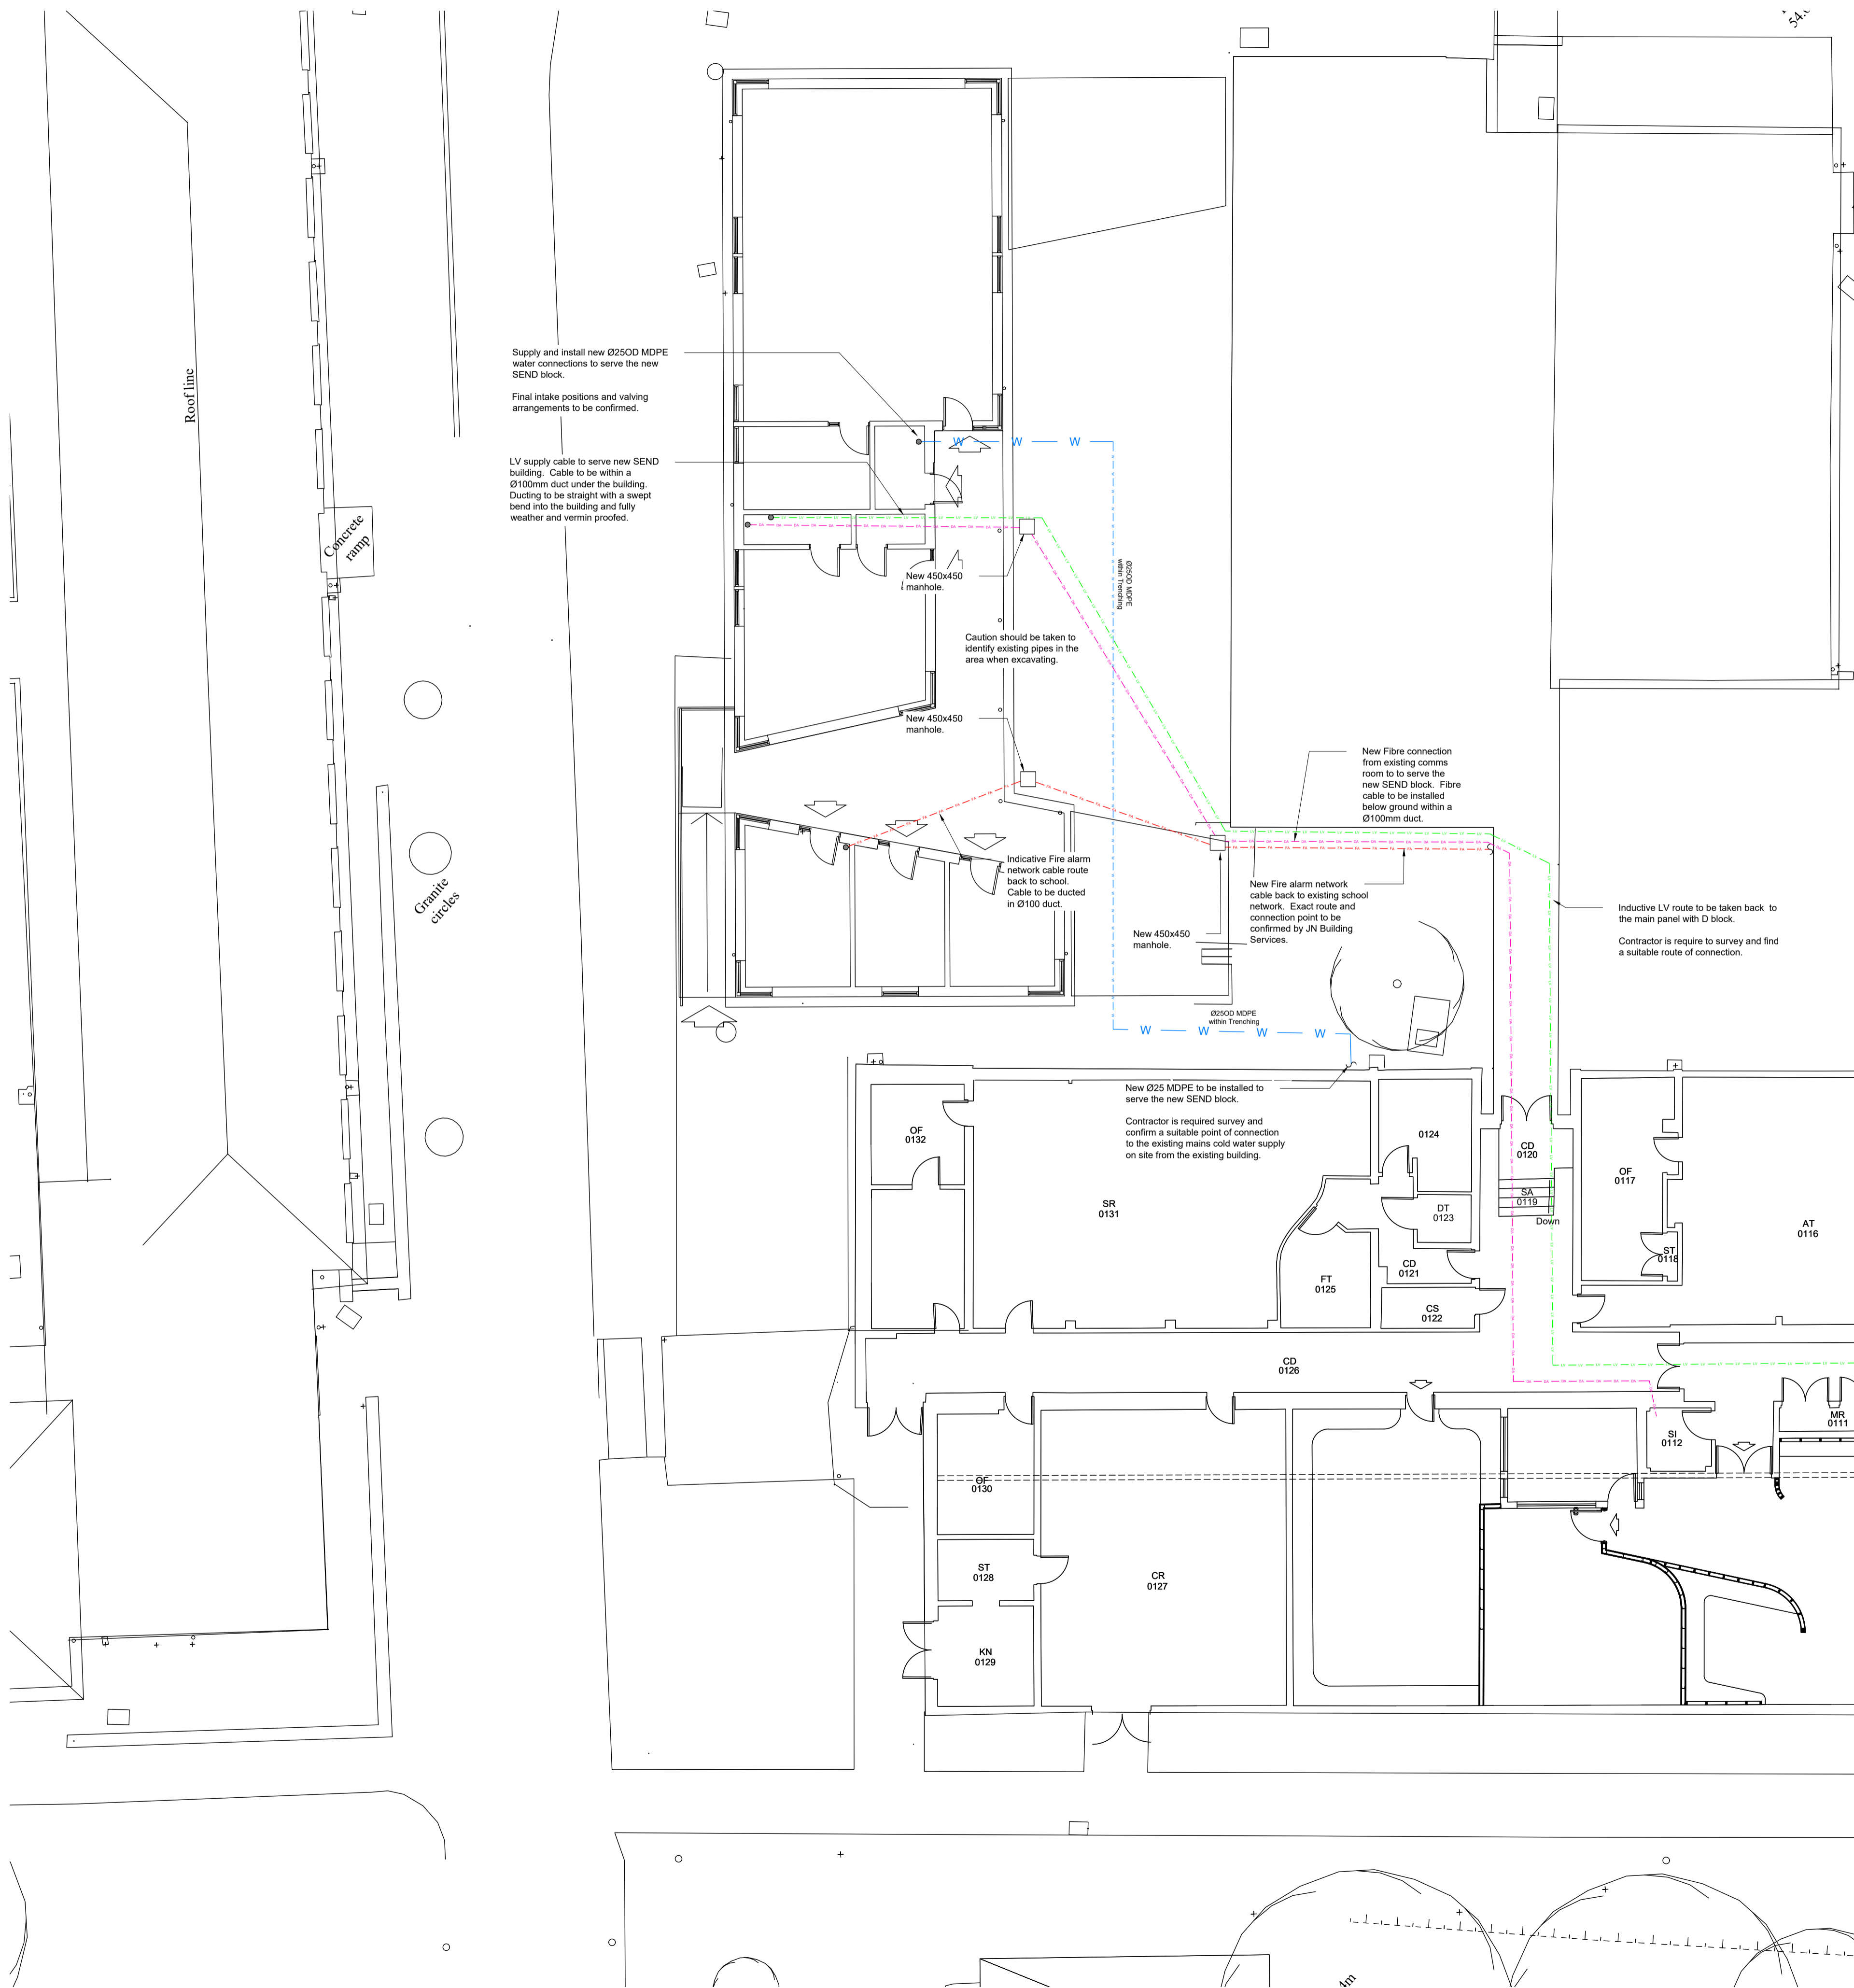 54.
Roof line
Supply and install new Ø25OD MDPE
water connections to serve the new
SEND block.
Final intake positions and valving
arrangements to be confirmed.
W
W
W
LV supply cable to serve new SEND
building. Cable to be within a
Ø100mm duct under the building.
Ducting to be straight with a swept
bend into the building and fully
weather and vermin proofed.
Concrete
ramp
New 450x450
manhole.
Ø25OD MDPE
within Trenching
Caution should be taken to
identify existing pipes in the
area when excavating.
New 450x450
manhole.
New Fibre connection
from existing comms
room to to serve the
new SEND block. Fibre
cable to be installed
below ground within a
Ø100mm duct.
Granite
circles
Indicative Fire alarm
network cable route
back to school.
Cable to be ducted
in Ø100 duct.
New Fire alarm network
cable back to existing school
network. Exact route and
connection point to be
confirmed by JN Building
Services.
New 450x450
manhole.
Inductive LV route to be taken back to
the main panel with D block.
Contractor is require to survey and find
a suitable route of connection.
Ø25OD MDPE
within Trenching
W
W
W
W
New Ø25 MDPE to be installed to
serve the new SEND block.
Contractor is required survey and
confirm a suitable point of connection
to the existing mains cold water supply
on site from the existing building.
OF
0132
0124
CD
0120
OF
0117
SR
0131
DT
0123
SA
0119
Down
AT
0116
ST
0118
CD
0121
FT
0125
CS
0122
CD
0126
MR
0111
SI
0112
OF
0130
ST
0128
CR
0127
KN
0129
4m